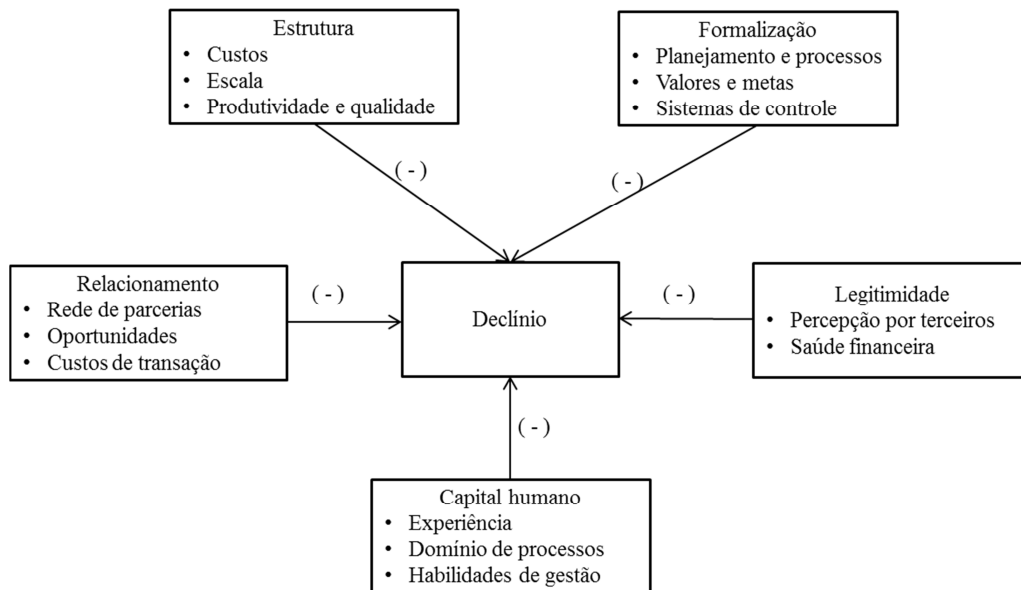 Estrutura
• Custos
• Escala
• Produtividade e qualidade
Formalização
• Planejamento e processos
• Valores e metas
• Sistemas de controle
( - )
( - )
Relacionamento
• Rede de parcerias
• Oportunidades
• Custos de transação
( - )
Declínio
( - )
Legitimidade
• Percepção por terceiros
• Saúde financeira
( - )
Capital humano
• Experiência
• Domínio de processos
• Habilidades de gestão